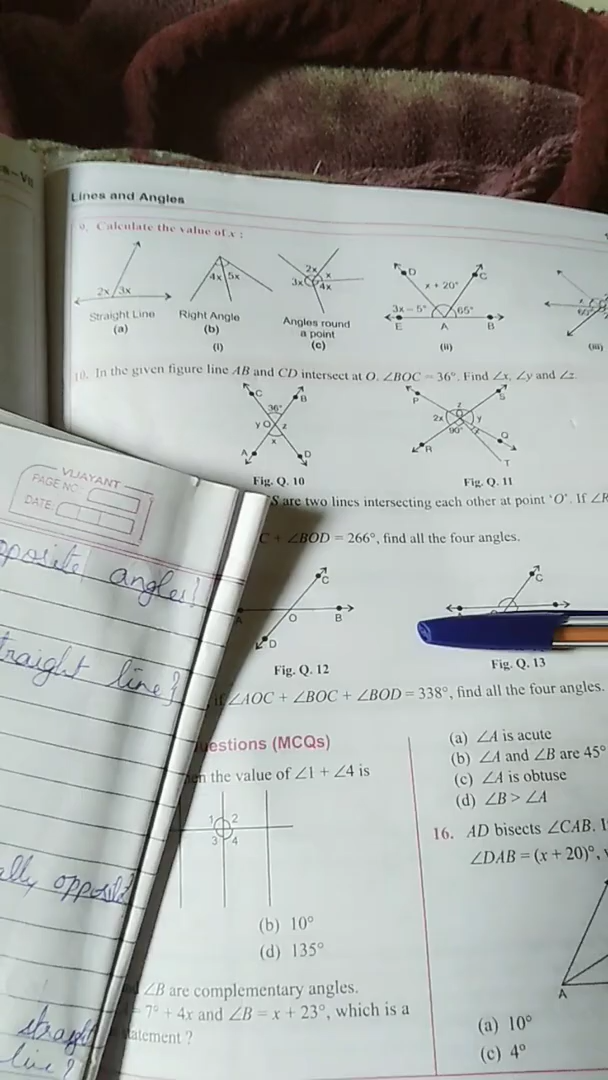 Lines and Angles
9. Calculate the value of x :
2x 3x
Straight Line
(a)
4x 5x
Right Angle
(b)
(i)
2x x
3x 4x
Angles round
a point
(c)
D C
x + 20°
3x – 5° 65°
E A B
(ii)
60°
(iii)
10. In the given figure line AB and CD intersect at O. ∠BOC = 36°. Find ∠x, ∠y and ∠z
C B
36°
y O z
x
A D
Fig. Q. 10
P S
z
2x y
90°
R Q
T
Fig. Q. 11
S are two lines intersecting each other at point 'O'. If
C + ∠BOD = 266°, find all the four angles.
C
A O B
D
Fig. Q. 12
C
Fig. Q. 13
if ∠AOC + ∠BOC + ∠BOD = 338°, find all the four angles.
(MCQs)
the value of ∠1 + ∠4 is
1 2
3 4
(b) 10°
(d) 135°
∠B are complementary angles.
7° + 4x and ∠B = x + 23°, which is a
statement ?
(a) ∠A is acute
(b) ∠A and ∠B are 45°
(c) ∠A is obtuse
(d) ∠B > ∠A
16. AD bisects ∠CAB.
∠DAB = (x + 20)°,
A
(a) 10°
(c) 4°
VIJAYANT
PAGE NO
DATE:
angles!
straight line?
opposite
straight
line?